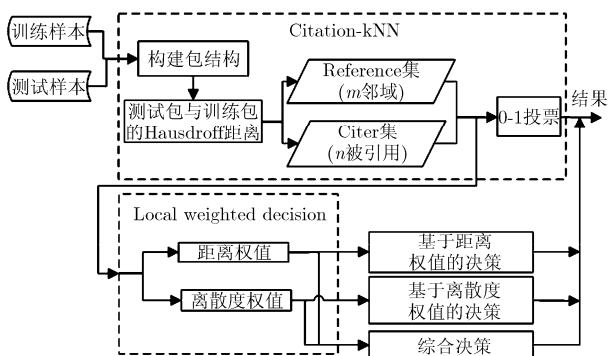 训练样本
测试样本
Citation-kNN
构建包结构
测试包与训练包
的Hausdroff距离
Reference集
(m邻域)
Citer集
(n被引用)
0-1投票
结果
Local weighted decision
距离权值
离散度权值
基于距离
权值的决策
基于离散度
权值的决策
综合决策